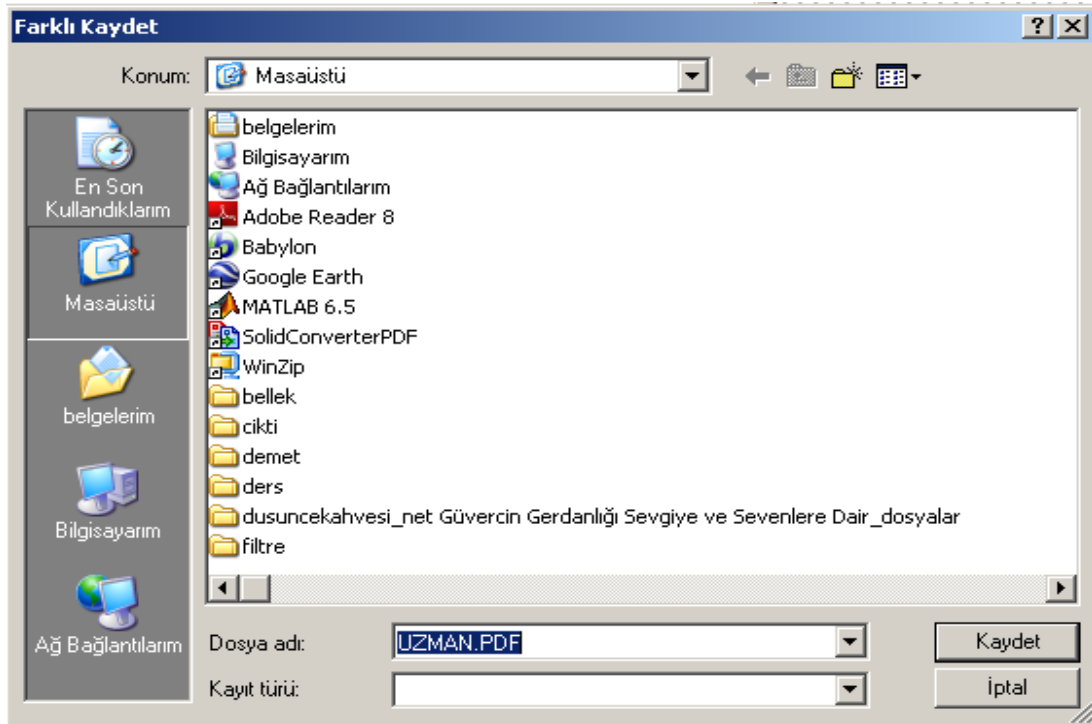 Farklı Kaydet
Konum: Masaüstü
En Son
Kullandıklarım
Masaüstü
belgelerim
Bilgisayarım
Ağ Bağlantılarım
belgelerim
Bilgisayarım
Ağ Bağlantılarım
Adobe Reader 8
Babylon
Google Earth
MATLAB 6.5
SolidConverterPDF
WinZip
bellek
cikti
demet
ders
dusuncekahvesi_net Güvercin Gerdanlığı Sevgiye ve Sevenlere Dair_dosyalar
filtre
Dosya adı: UZMAN.PDF Kaydet
Kayıt türü: İptal